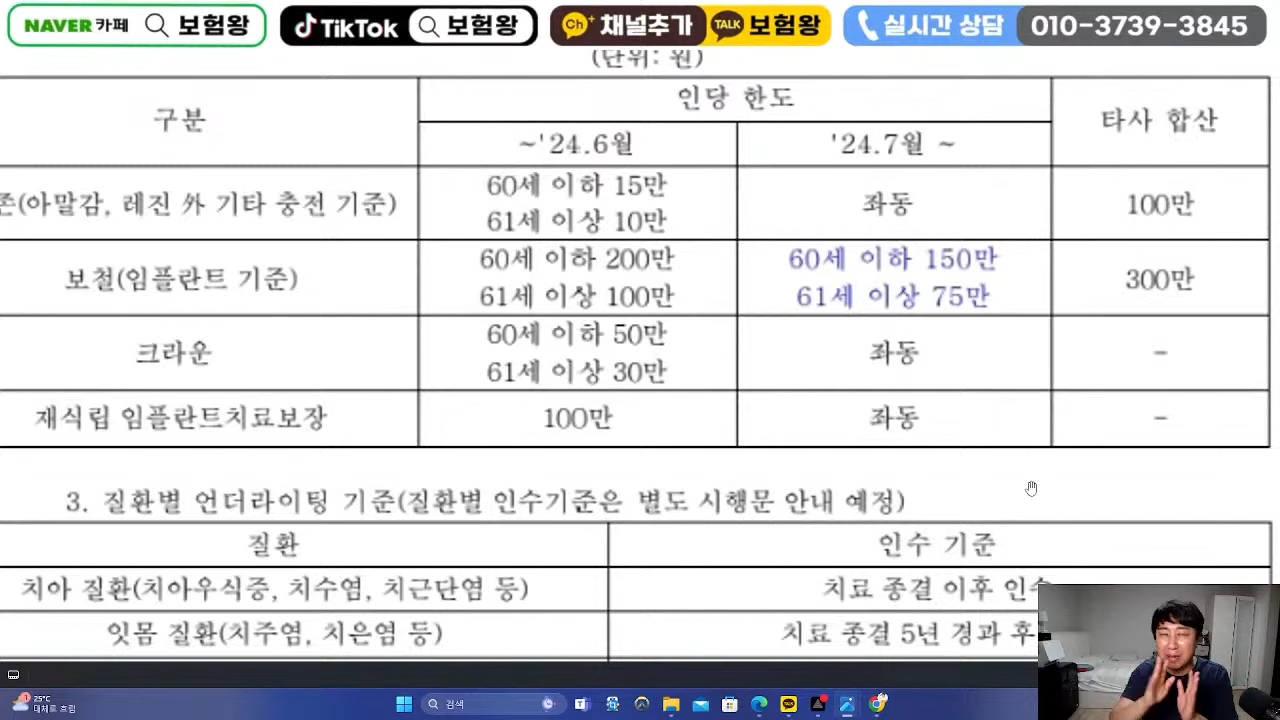 NAVER 카페 보험왕
TikTok 보험왕
Ch+ 채널추가 TALK 보험왕
실시간 상담 010-3739-3845
(단위: 원)
구분
인당 한도
타사 합산
~'24.6월
'24.7월 ~
존(아말감, 레진 外 기타 충전 기준)
60세 이하 15만
61세 이상 10만
좌동
100만
보철(임플란트 기준)
60세 이하 200만
61세 이상 100만
60세 이하 150만
61세 이상 75만
300만
크라운
60세 이하 50만
61세 이상 30만
좌동
-
재식립 임플란트치료보장
100만
좌동
-
3. 질환별 언더라이팅 기준(질환별 인수기준은 별도 시행문 안내 예정)
질환
인수 기준
치아 질환(치아우식증, 치수염, 치근단염 등)
치료 종결 이후 인수
잇몸 질환(치주염, 치은염 등)
치료 종결 5년 경과 후
25°C
대체로 흐림
검색